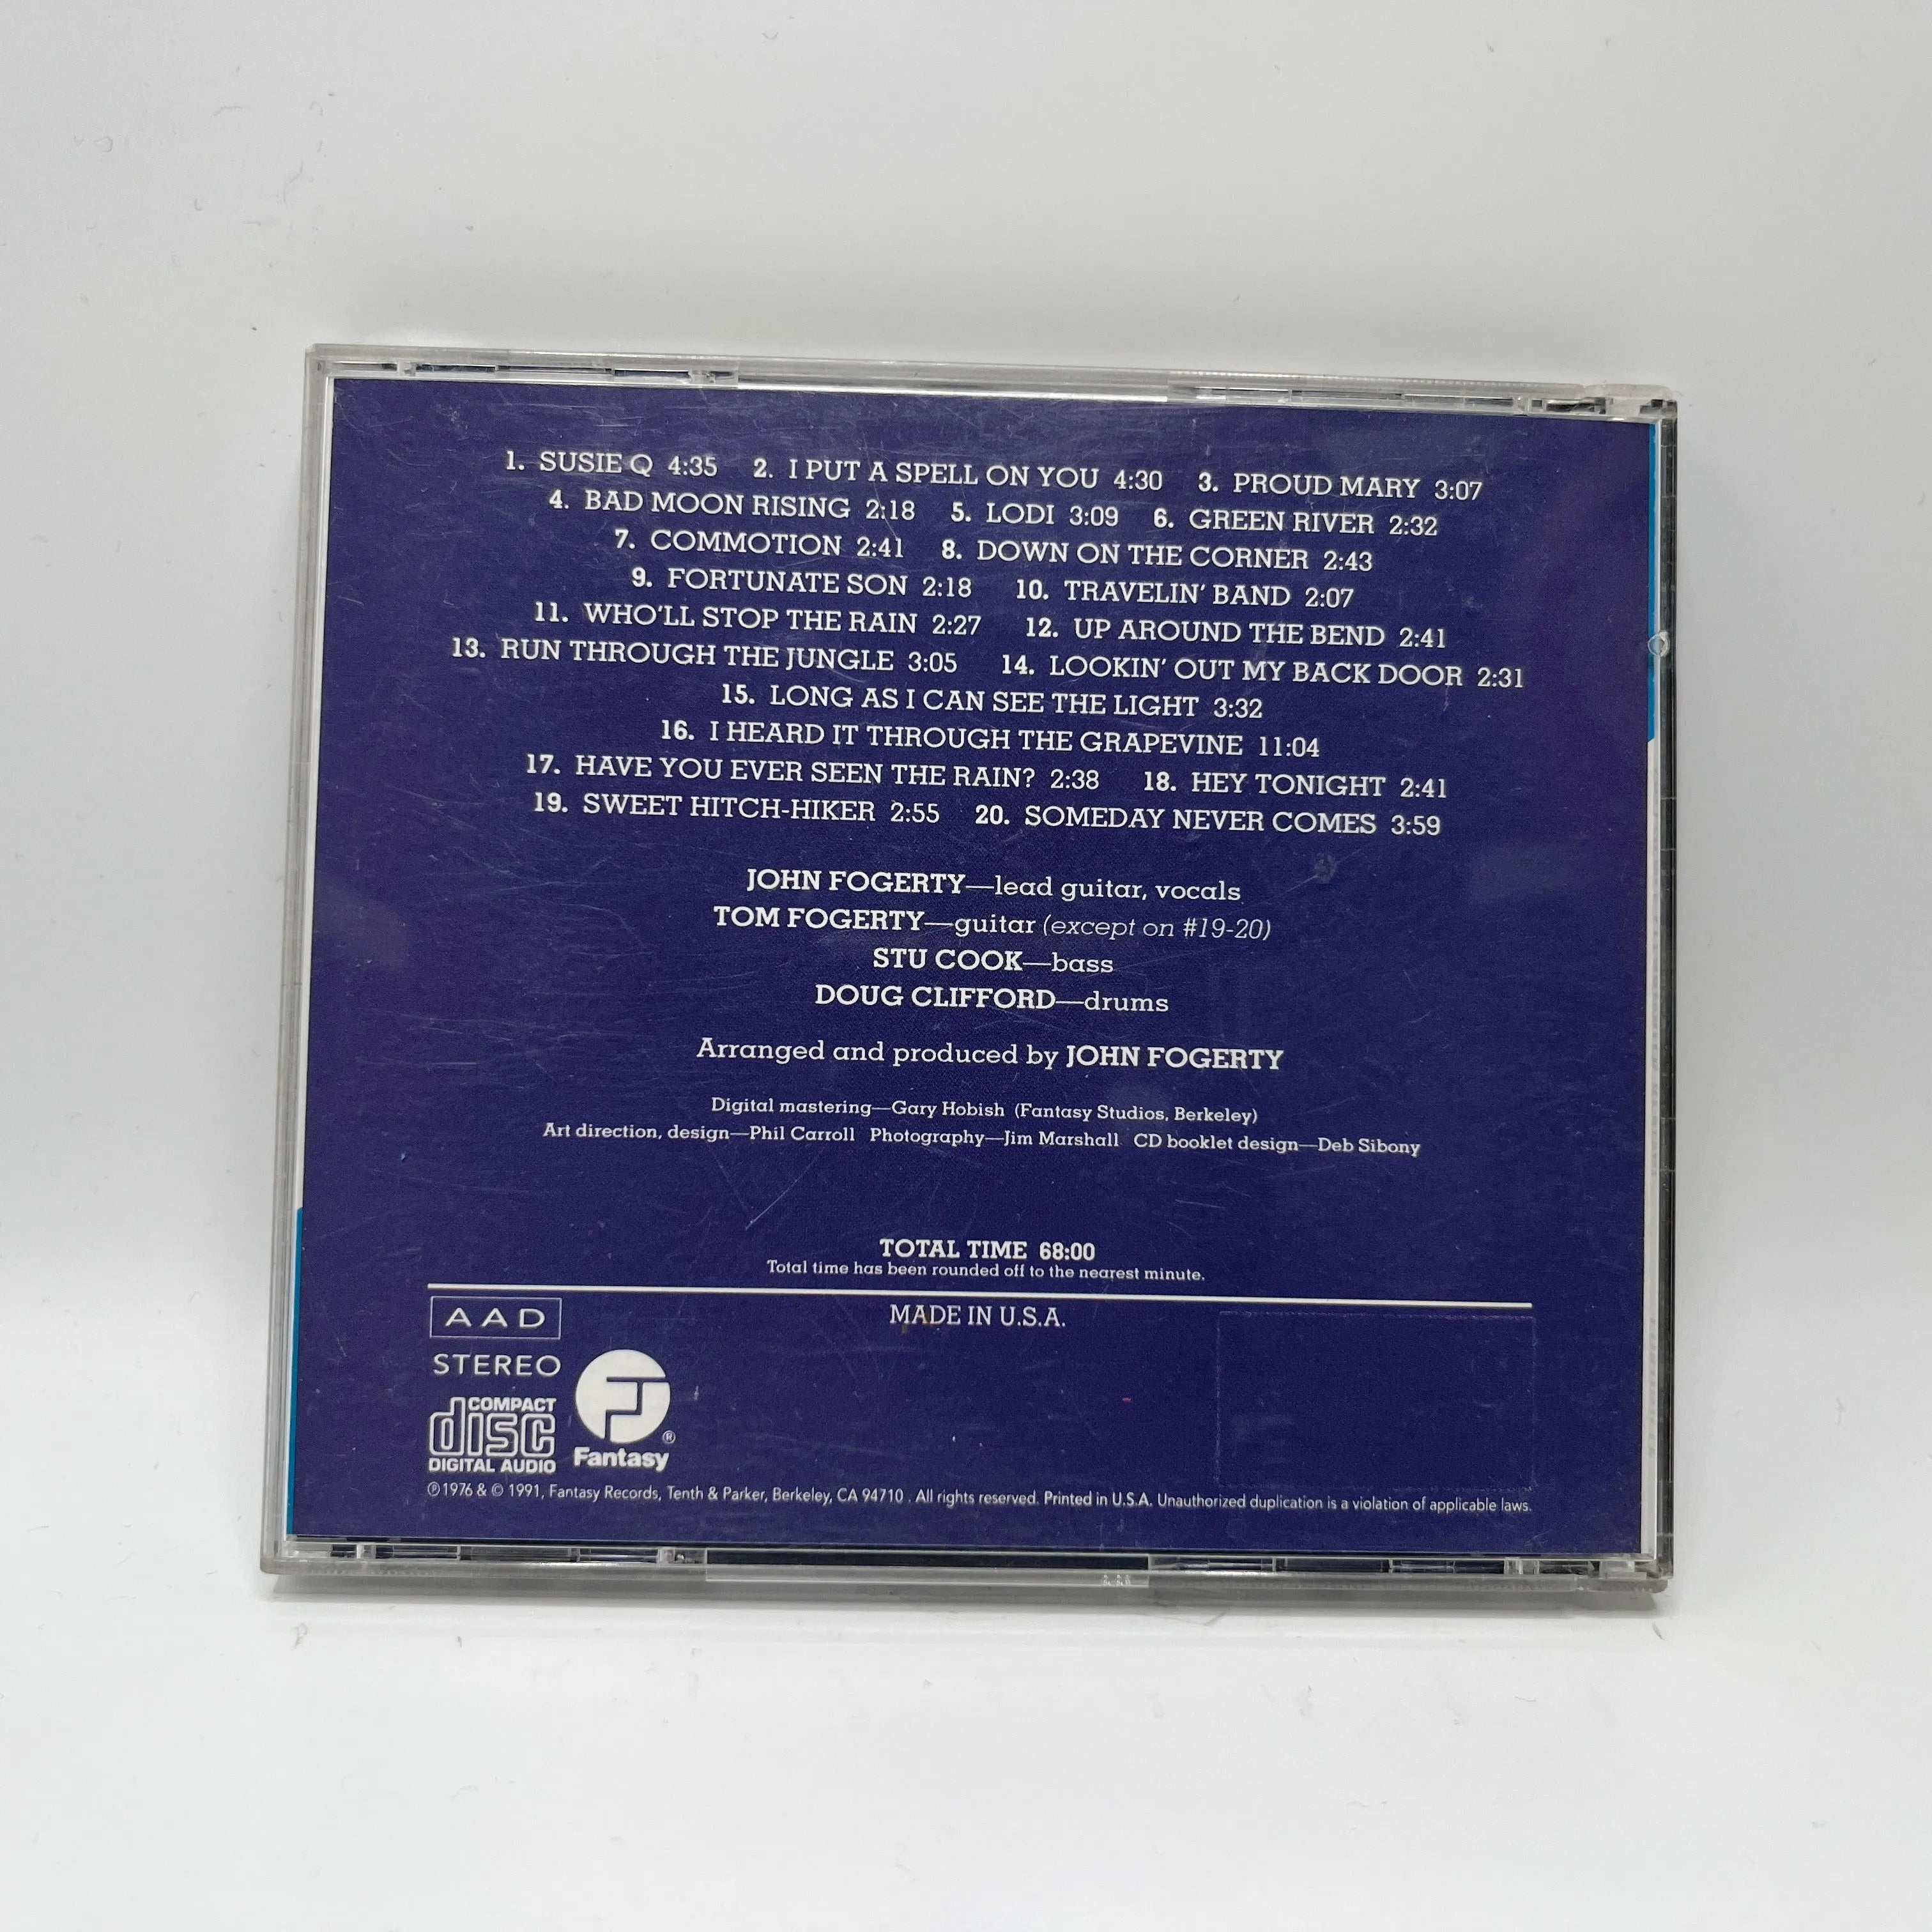 1. SUSIE Q 4:35 2. I PUT A SPELL ON YOU 4:30 3. PROUD MARY 3:07
4. BAD MOON RISING 2:18 5. LODI 3:09 6. GREEN RIVER 2:32
7. COMMOTION 2:41 8. DOWN ON THE CORNER 2:43
9. FORTUNATE SON 2:18 10. TRAVELIN' BAND 2:07
11. WHO'LL STOP THE RAIN 2:27 12. UP AROUND THE BEND 2:41
13. RUN THROUGH THE JUNGLE 3:05 14. LOOKIN' OUT MY BACK DOOR 2:31
15. LONG AS I CAN SEE THE LIGHT 3:32
16. I HEARD IT THROUGH THE GRAPEVINE 11:04
17. HAVE YOU EVER SEEN THE RAIN? 2:38 18. HEY TONIGHT 2:41
19. SWEET HITCH-HIKER 2:55 20. SOMEDAY NEVER COMES 3:59
JOHN FOGERTY—lead guitar, vocals
TOM FOGERTY—guitar (except on #19-20)
STU COOK—bass
DOUG CLIFFORD—drums
Arranged and produced by JOHN FOGERTY
Digital mastering—Gary Hobish (Fantasy Studios, Berkeley)
Art direction, design—Phil Carroll Photography—Jim Marshall CD booklet design—Deb Sibony
TOTAL TIME 68:00
Total time has been rounded off to the nearest minute.
AAD
MADE IN U.S.A.
STEREO
COMPACT
disc
DIGITAL AUDIO
Fantasy ®
℗ 1976 & © 1991, Fantasy Records, Tenth & Parker, Berkeley, CA 94710 . All rights reserved. Printed in U.S.A. Unauthorized duplication is a violation of applicable laws.